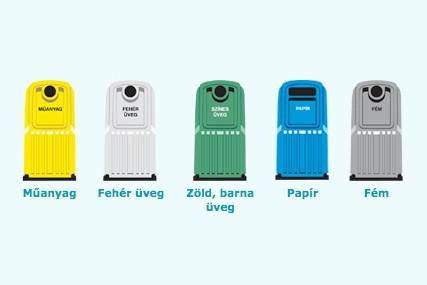 MŰANYAG
FEHÉR
ÜVEG
SZÍNES
ÜVEG
PAPÍR
FÉM
Műanyag
Fehér üveg
Zöld, barna
üveg
Papír
Fém